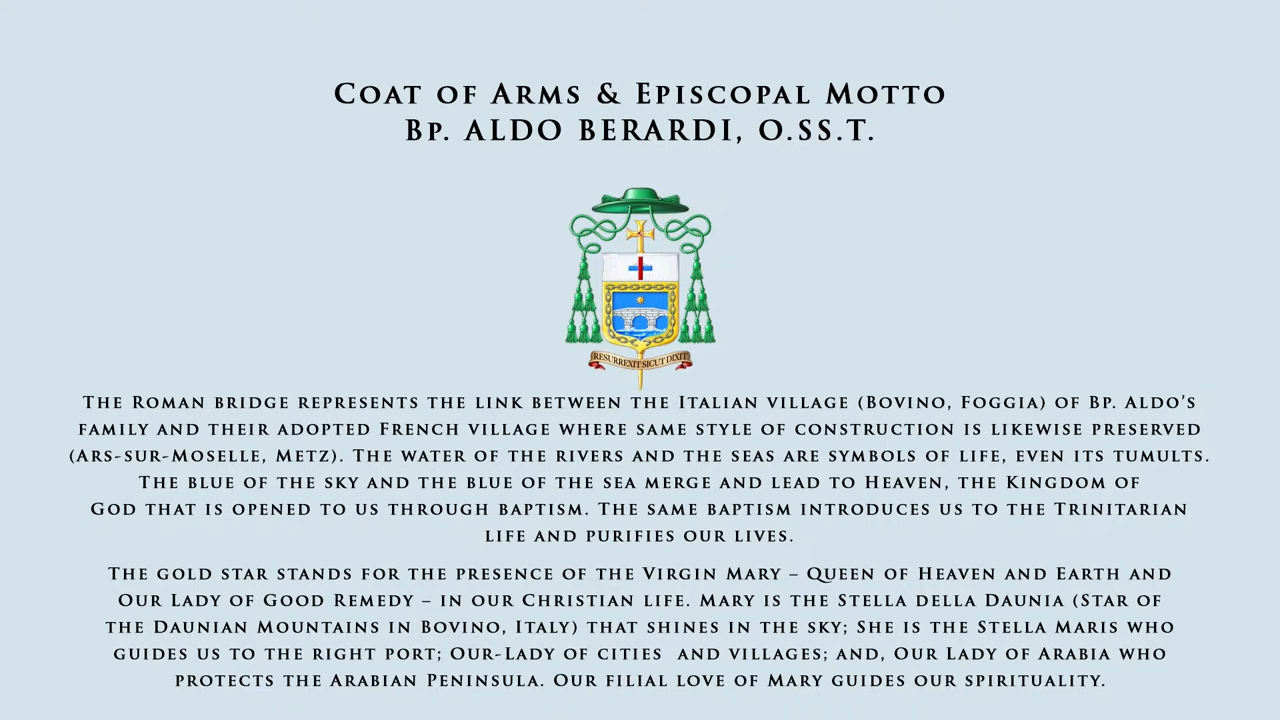 Coat of Arms & Episcopal Motto
Bp. ALDO BERARDI, O.SS.T.
RESURREXIT SICUT DIXIT
The Roman bridge represents the link between the Italian village (Bovino, Foggia) of Bp. Aldo’s
family and their adopted French village where same style of construction is likewise preserved
(Ars-sur-Moselle, Metz). The water of the rivers and the seas are symbols of life, even its tumults.
The blue of the sky and the blue of the sea merge and lead to Heaven, the Kingdom of
God that is opened to us through baptism. The same baptism introduces us to the Trinitarian
life and purifies our lives.
The gold star stands for the presence of the Virgin Mary – Queen of Heaven and Earth and
Our Lady of Good Remedy – in our Christian life. Mary is the Stella della Daunia (Star of
the Daunian Mountains in Bovino, Italy) that shines in the sky; She is the Stella Maris who
guides us to the right port; Our-Lady of cities and villages; and, Our Lady of Arabia who
protects the Arabian Peninsula. Our filial love of Mary guides our spirituality.